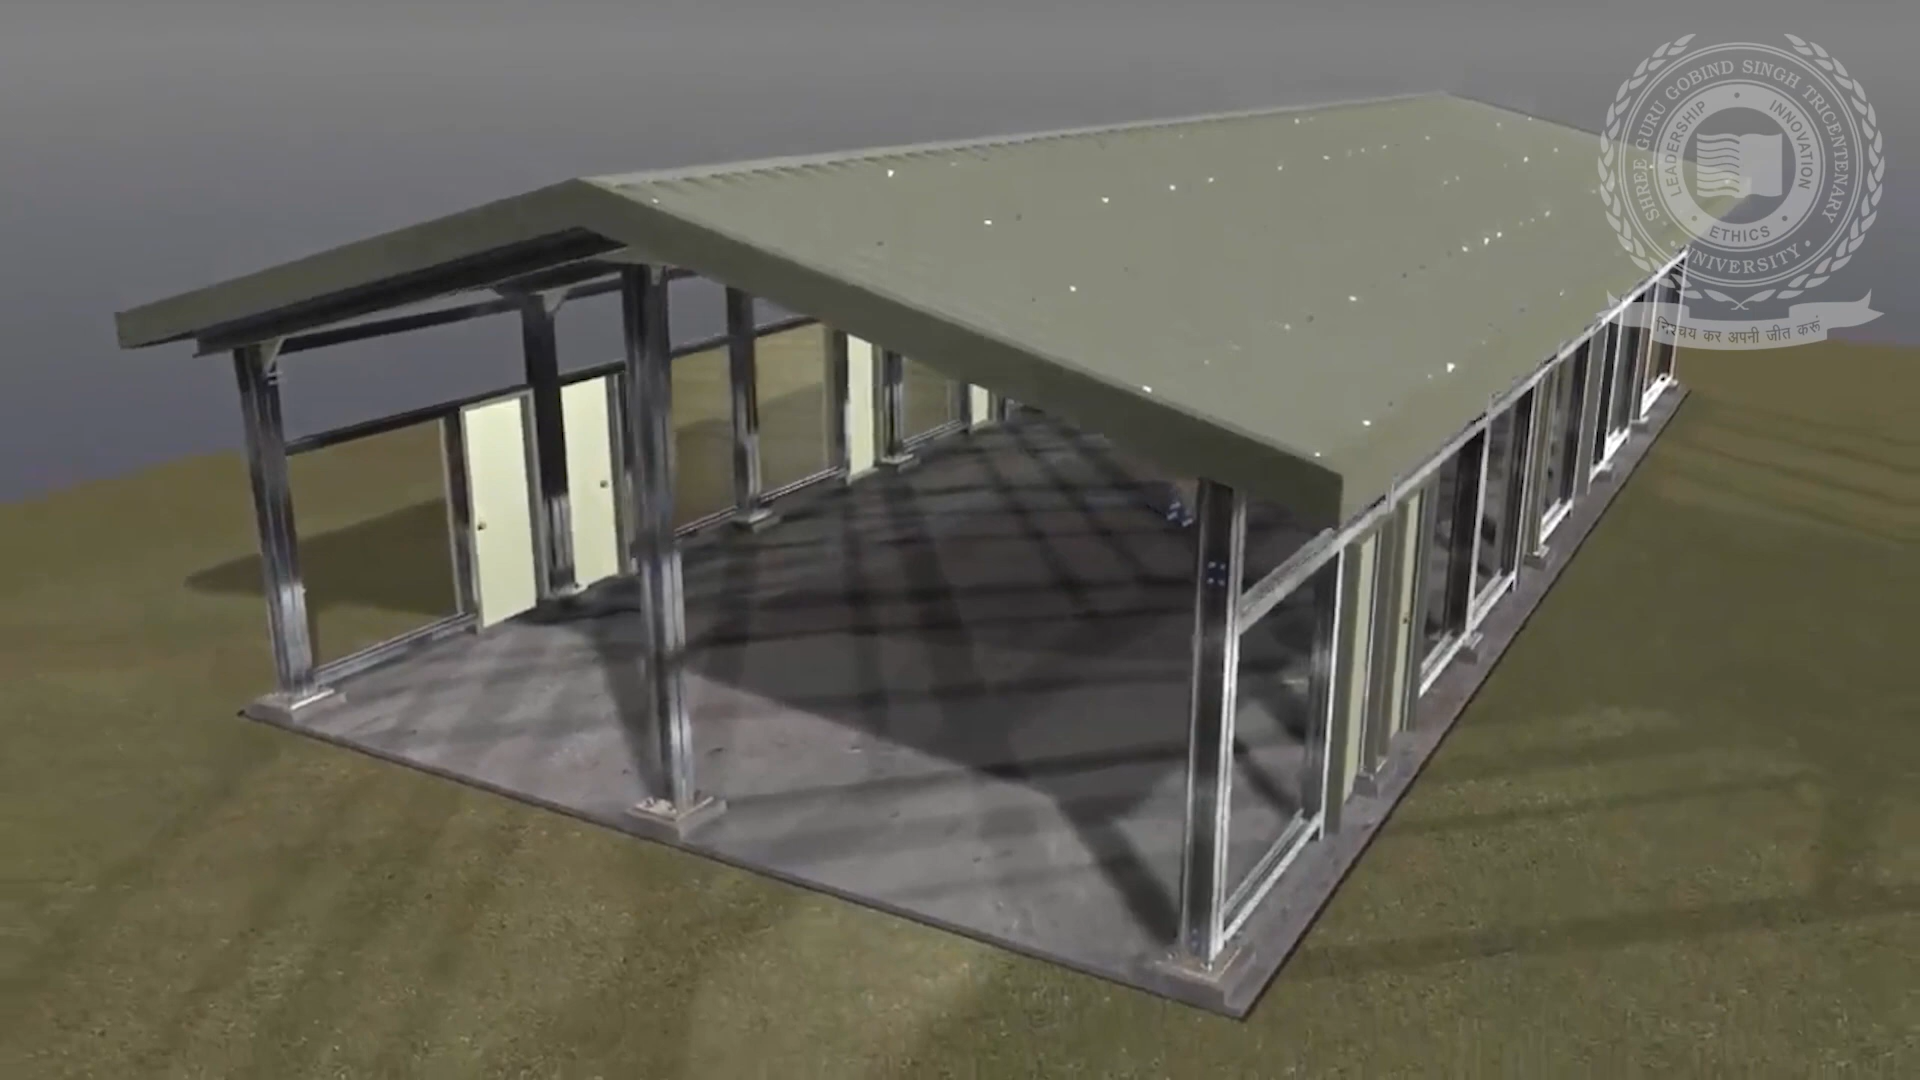 SHREE GURU GOBIND SINGH TRICENTENARY
UNIVERSITY
LEADERSHIP
INNOVATION
ETHICS
निश्चय कर अपनी जीत करूं